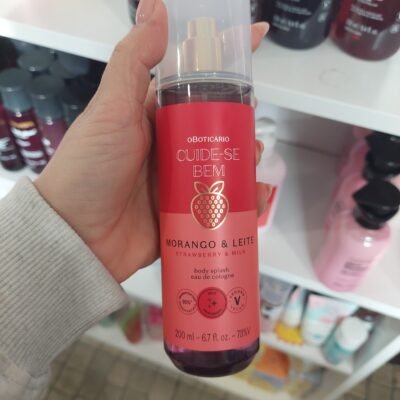 oBOTICÁRIO
CUIDE-SE
BEM
MORANGO & LEITE
STRAWBERRY & MILK
body splash
eau de cologne
200 ml – 6.7 fl. oz. – 78%V